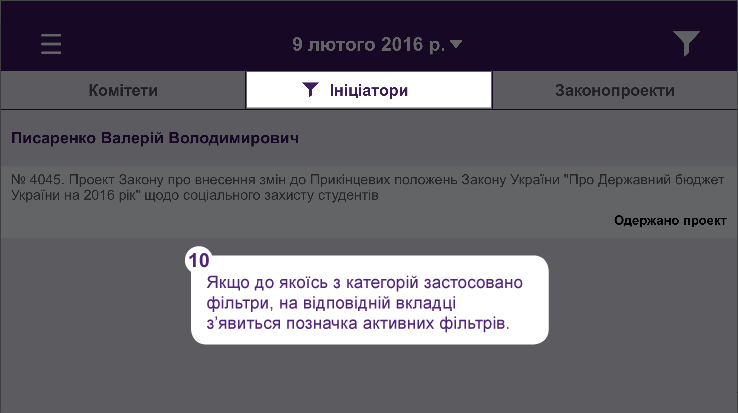 9 лютого 2016 р.
Комітети
Ініціатори
Законопроекти
Писаренко Валерій Володимирович
№ 4045. Проект Закону про внесення змін до Прикінцевих положень Закону України "Про Державний бюджет
України на 2016 рік" щодо соціального захисту студентів
Одержано проект
10
Якщо до якоїсь з категорій застосовано
фільтри, на відповідній вкладці
з’явиться позначка активних фільтрів.